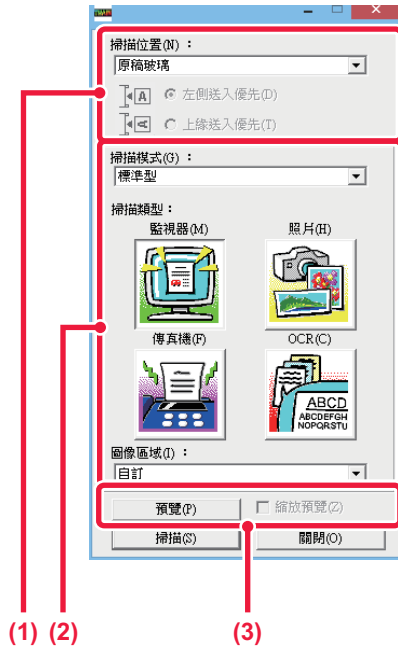 掃描位置(N)：
原稿玻璃
A 左側送入優先(D)
A 上緣送入優先(T)
掃描模式(G)：
標準型
掃描類型：
監視器(M) 照片(H)
傳真機(F) OCR(C)
ABCD
ABCDEFGH
NOPQRSTU
圖像區域(I)：
自訂
預覽(P) 縮放預覽(Z)
掃描(S) 關閉(O)
(1) (2) (3)